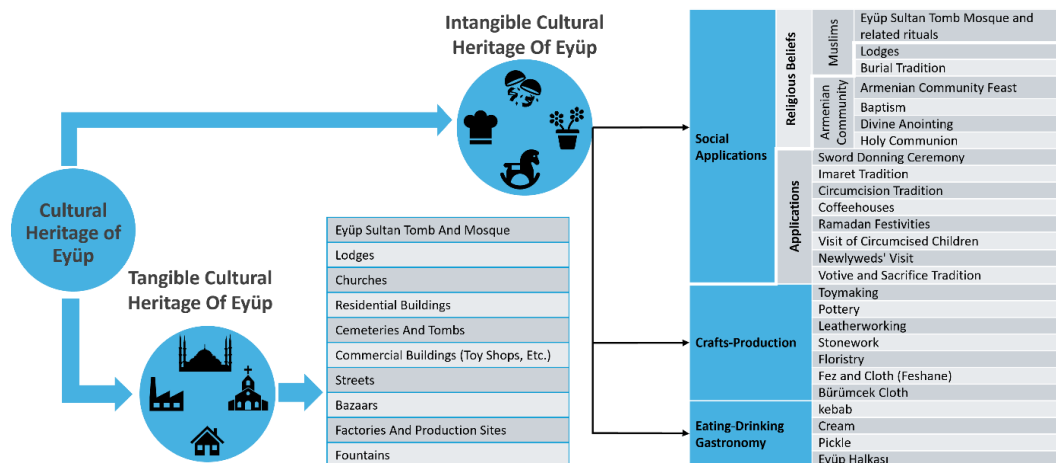 Cultural
Heritage of
Eyüp
Intangible Cultural
Heritage Of Eyüp
Tangible Cultural
Heritage Of Eyüp
Eyüp Sultan Tomb And Mosque
Lodges
Churches
Residential Buildings
Cemeteries And Tombs
Commercial Buildings (Toy Shops, Etc.)
Streets
Bazaars
Factories And Production Sites
Fountains
Social
Applications
Religious Beliefs
Muslims
Eyüp Sultan Tomb Mosque and
related rituals
Lodges
Burial Tradition
Armenian
Community
Armenian Community Feast
Baptism
Divine Anointing
Holy Communion
Applications
Sword Donning Ceremony
Imaret Tradition
Circumcision Tradition
Coffeehouses
Ramadan Festivities
Visit of Circumcised Children
Newlyweds' Visit
Votive and Sacrifice Tradition
Crafts-Production
Toymaking
Pottery
Leatherworking
Stonework
Floristry
Fez and Cloth (Feshane)
Bürümcek Cloth
Eating-Drinking
Gastronomy
kebab
Cream
Pickle
Eyüp Halkası